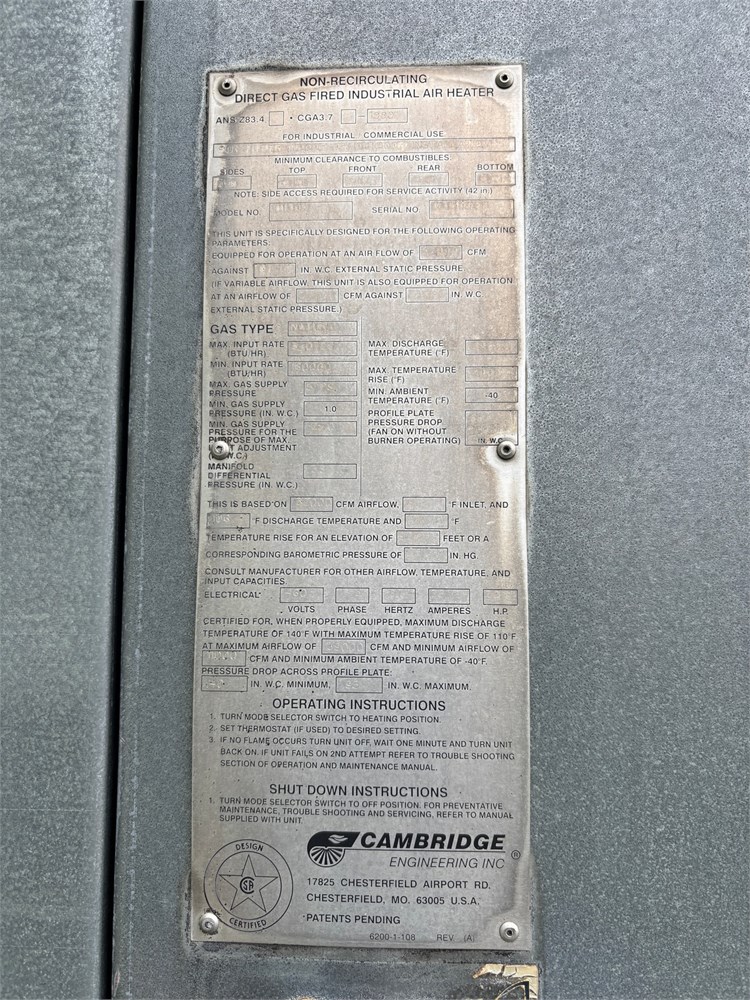 NON-RECIRCULATING
DIRECT GAS FIRED INDUSTRIAL AIR HEATER
ANS Z83.4 • CGA3.7 –
FOR INDUSTRIAL COMMERCIAL USE
MINIMUM CLEARANCE TO COMBUSTIBLES
SIDES TOP FRONT REAR BOTTOM
NOTE: SIDE ACCESS REQUIRED FOR SERVICE ACTIVITY (42 in.)
MODEL NO. SERIAL NO.
THIS UNIT IS SPECIFICALLY DESIGNED FOR THE FOLLOWING OPERATING
PARAMETERS:
EQUIPPED FOR OPERATION AT AN AIR FLOW OF CFM
AGAINST IN. W.C. EXTERNAL STATIC PRESSURE
(IF VARIABLE AIRFLOW, THIS UNIT IS ALSO EQUIPPED FOR OPERATION
AT AN AIRFLOW OF CFM AGAINST IN. W.C.
EXTERNAL STATIC PRESSURE.)
GAS TYPE NATURAL
MAX. INPUT RATE
(BTU/HR)
MIN. INPUT RATE
(BTU/HR)
MAX. GAS SUPPLY
PRESSURE
MIN. GAS SUPPLY
PRESSURE (IN. W.C.) 1.0
MIN. GAS SUPPLY
PRESSURE FOR THE
PURPOSE OF MAX.
INPUT ADJUSTMENT
(IN. W.C.)
MANIFOLD
DIFFERENTIAL
PRESSURE (IN. W.C.)
MAX. DISCHARGE
TEMPERATURE (°F)
MAX. TEMPERATURE
RISE (°F)
MIN. AMBIENT
TEMPERATURE (°F) -40
PROFILE PLATE
PRESSURE DROP
(FAN ON WITHOUT
BURNER OPERATING) IN. W.C.
THIS IS BASED ON CFM AIRFLOW, °F INLET, AND
°F DISCHARGE TEMPERATURE AND °F
TEMPERATURE RISE FOR AN ELEVATION OF FEET OR A
CORRESPONDING BAROMETRIC PRESSURE OF IN. HG.
CONSULT MANUFACTURER FOR OTHER AIRFLOW, TEMPERATURE, AND
INPUT CAPACITIES.
ELECTRICAL
VOLTS PHASE HERTZ AMPERES H.P.
CERTIFIED FOR, WHEN PROPERLY EQUIPPED, MAXIMUM DISCHARGE
TEMPERATURE OF 140°F WITH MAXIMUM TEMPERATURE RISE OF 110°F
AT MAXIMUM AIRFLOW OF CFM AND MINIMUM AIRFLOW OF
CFM AND MINIMUM AMBIENT TEMPERATURE OF -40°F.
PRESSURE DROP ACROSS PROFILE PLATE:
IN. W.C. MINIMUM, IN. W.C. MAXIMUM.
OPERATING INSTRUCTIONS
1. TURN MODE SELECTOR SWITCH TO HEATING POSITION.
2. SET THERMOSTAT (IF USED) TO DESIRED SETTING.
3. IF NO FLAME OCCURS TURN UNIT OFF, WAIT ONE MINUTE AND TURN UNIT
BACK ON. IF UNIT FAILS ON 2ND ATTEMPT REFER TO TROUBLE SHOOTING
SECTION OF OPERATION AND MAINTENANCE MANUAL.
SHUT DOWN INSTRUCTIONS
1. TURN MODE SELECTOR SWITCH TO OFF POSITION. FOR PREVENTATIVE
MAINTENANCE, TROUBLE SHOOTING AND SERVICING, REFER TO MANUAL
SUPPLIED WITH UNIT.
DESIGN
CERTIFIED
CAMBRIDGE
ENGINEERING INC ®
17825 CHESTERFIELD AIRPORT RD.
CHESTERFIELD, MO. 63005 U.S.A.
PATENTS PENDING
6200-1-108 REV. (A)